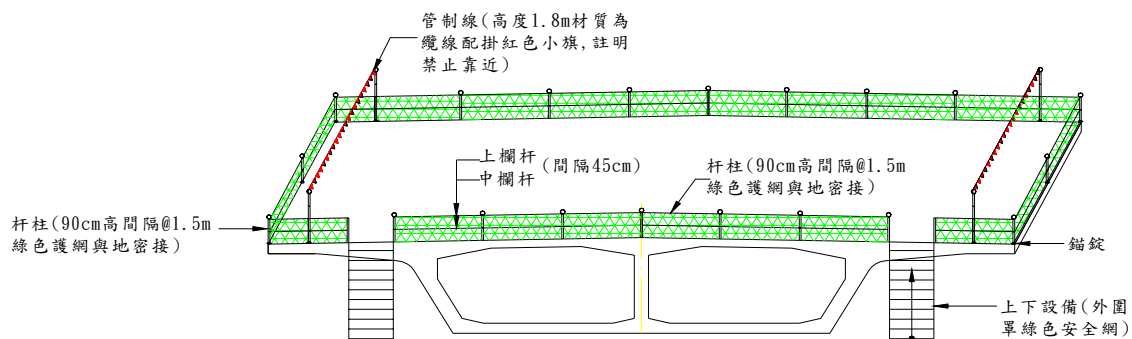 管制線(高度1.8m材質為
纜線配掛紅色小旗,註明
禁止靠近)
上欄杆
中欄杆
(間隔45cm)
杆柱(90cm高間隔@1.5m
綠色護網與地密接)
杆柱(90cm高間隔@1.5m
綠色護網與地密接)
錨錠
上下設備(外圍
罩綠色安全網)